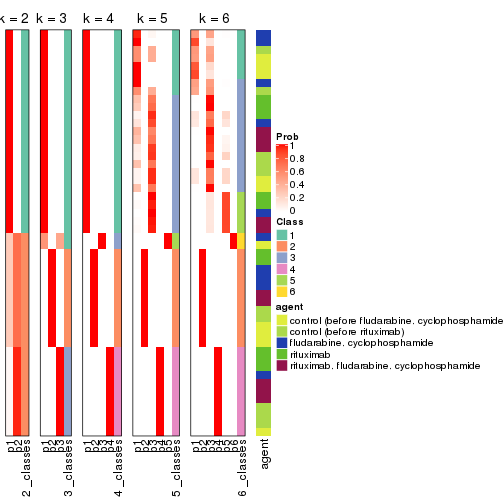 k = 2 k = 3 k = 4 k = 5 k = 6
Prob
1
0.8
0.6
0.4
0.2
0
Class
1
2
3
4
5
6
agent
control (before fludarabine. cyclophosphamide
control (before rituximab)
fludarabine. cyclophosphamide
rituximab
rituximab. fludarabine. cyclophosphamide
p1
p2
2_classes
p1
p2
p3
3_classes
p1
p2
p3
p4
4_classes
p1
p2
p3
p4
p5
5_classes
p1
p2
p3
p4
p5
p6
6_classes
agent